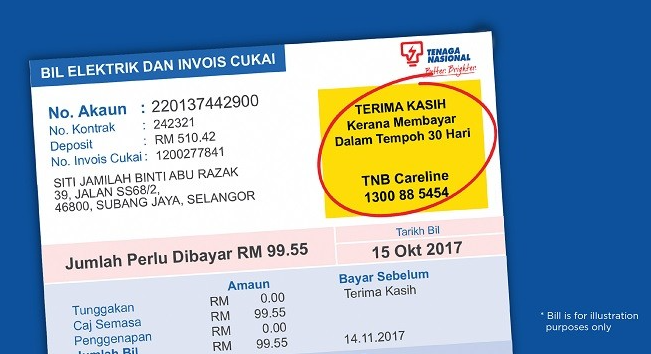 BIL ELEKTRIK DAN INVOIS CUKAI
TENAGA
NASIONAL
Better. Brighter.
No. Akaun : 220137442900
No. Kontrak : 242321
Deposit : RM 510.42
No. Invois Cukai : 1200277841
SITI JAMILAH BINTI ABU RAZAK
39, JALAN SS68/2,
46800, SUBANG JAYA, SELANGOR
TERIMA KASIH
Kerana Membayar
Dalam Tempoh 30 Hari
TNB Careline
1300 88 5454
Jumlah Perlu Dibayar RM 99.55
Tarikh Bil
15 Okt 2017
Amaun
Bayar Sebelum
Tunggakan RM 0.00 Terima Kasih
Caj Semasa RM 99.55
Penggenapan RM 0.00
Jumlah Bil RM 99.55 14.11.2017
* Bill is for illustration
purposes only